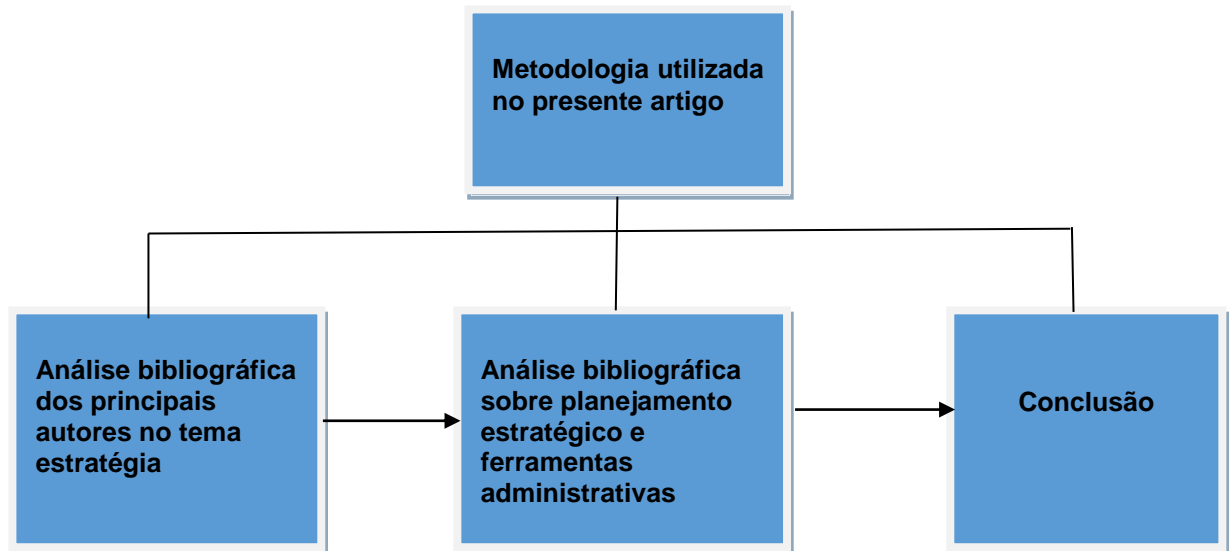 Metodologia utilizada
no presente artigo
Análise bibliográfica
dos principais
autores no tema
estratégia
Análise bibliográfica
sobre planejamento
estratégico e
ferramentas
administrativas
Conclusão